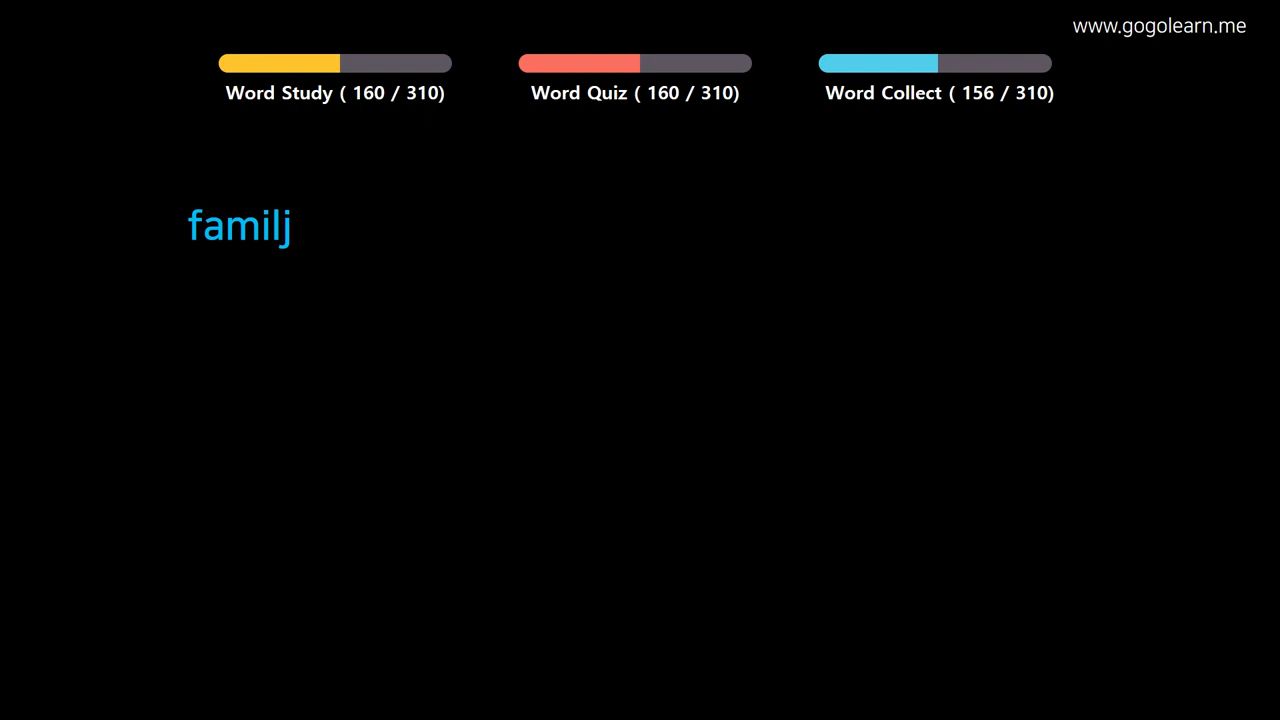 www.gogolearn.me
Word Study ( 160 / 310)
Word Quiz ( 160 / 310)
Word Collect ( 156 / 310)
familj